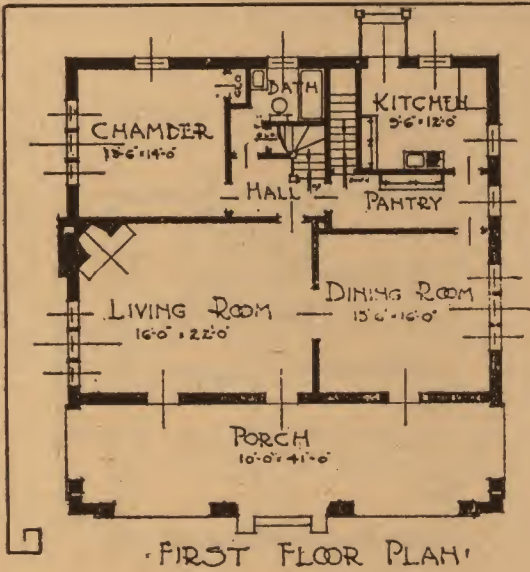 BATH
KITCHEN
9'-6" × 12'-0"
CHAMBER
13'-6" × 14'-0"
HALL
PANTRY
LIVING ROOM
16'-0" × 22'-0"
DINING ROOM
15'-6" × 16'-0"
PORCH
10'-0" × 41'-0"
·FIRST FLOOR PLAN·